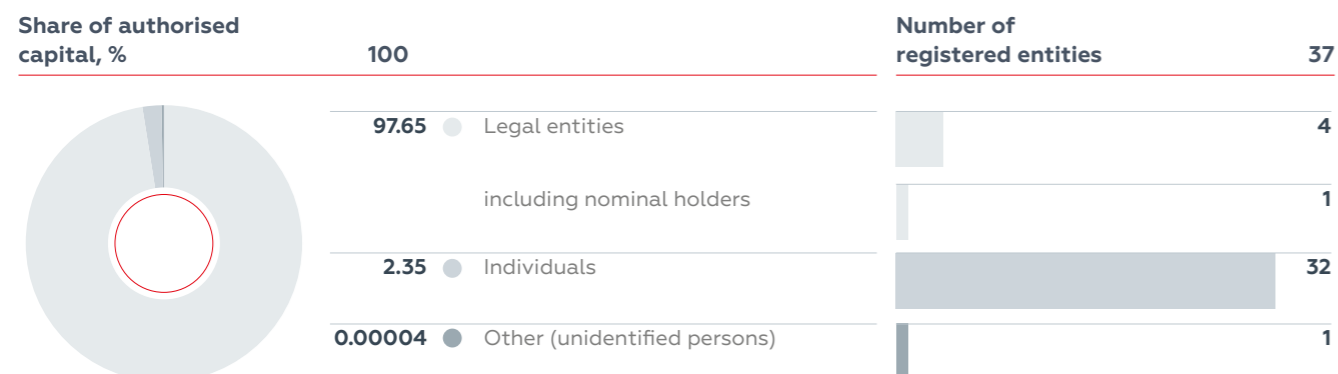 Share of authorised
capital, % 100
Number of
registered entities 37
97.65 Legal entities 4
including nominal holders 1
2.35 Individuals 32
0.00004 Other (unidentified persons) 1